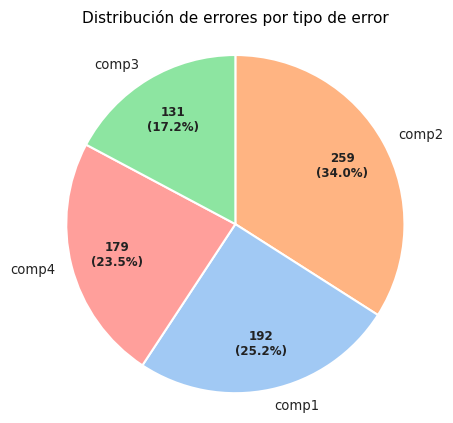 Distribución de errores por tipo de error
comp3
131
(17.2%)
259
(34.0%)
comp2
179
(23.5%)
comp4
192
(25.2%)
comp1